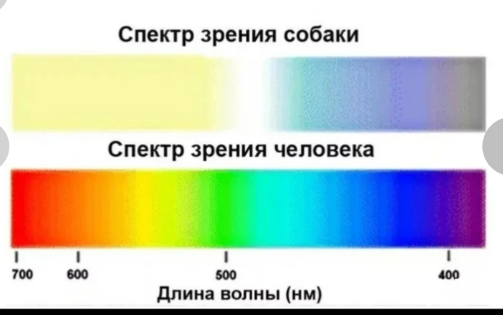 Спектр зрения собаки
Спектр зрения человека
700 600 500 400
Длина волны (нм)